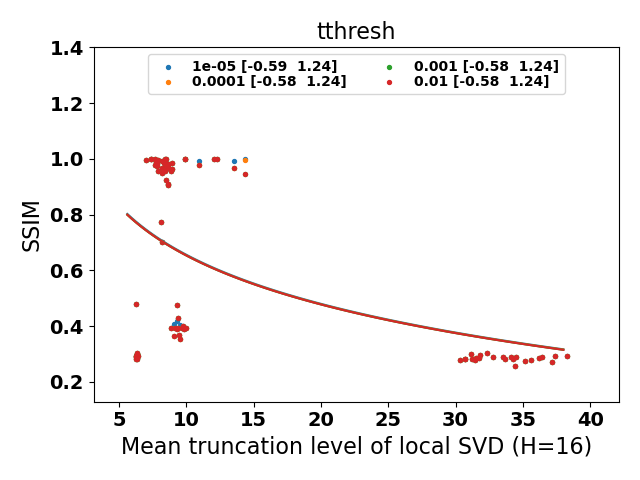 tthresh
1e-05 [-0.59  1.24]
0.0001 [-0.58  1.24]
0.001 [-0.58  1.24]
0.01 [-0.58  1.24]
1.4
1.2
1.0
0.8
0.6
0.4
0.2
SSIM
5 10 15 20 25 30 35 40
Mean truncation level of local SVD (H=16)